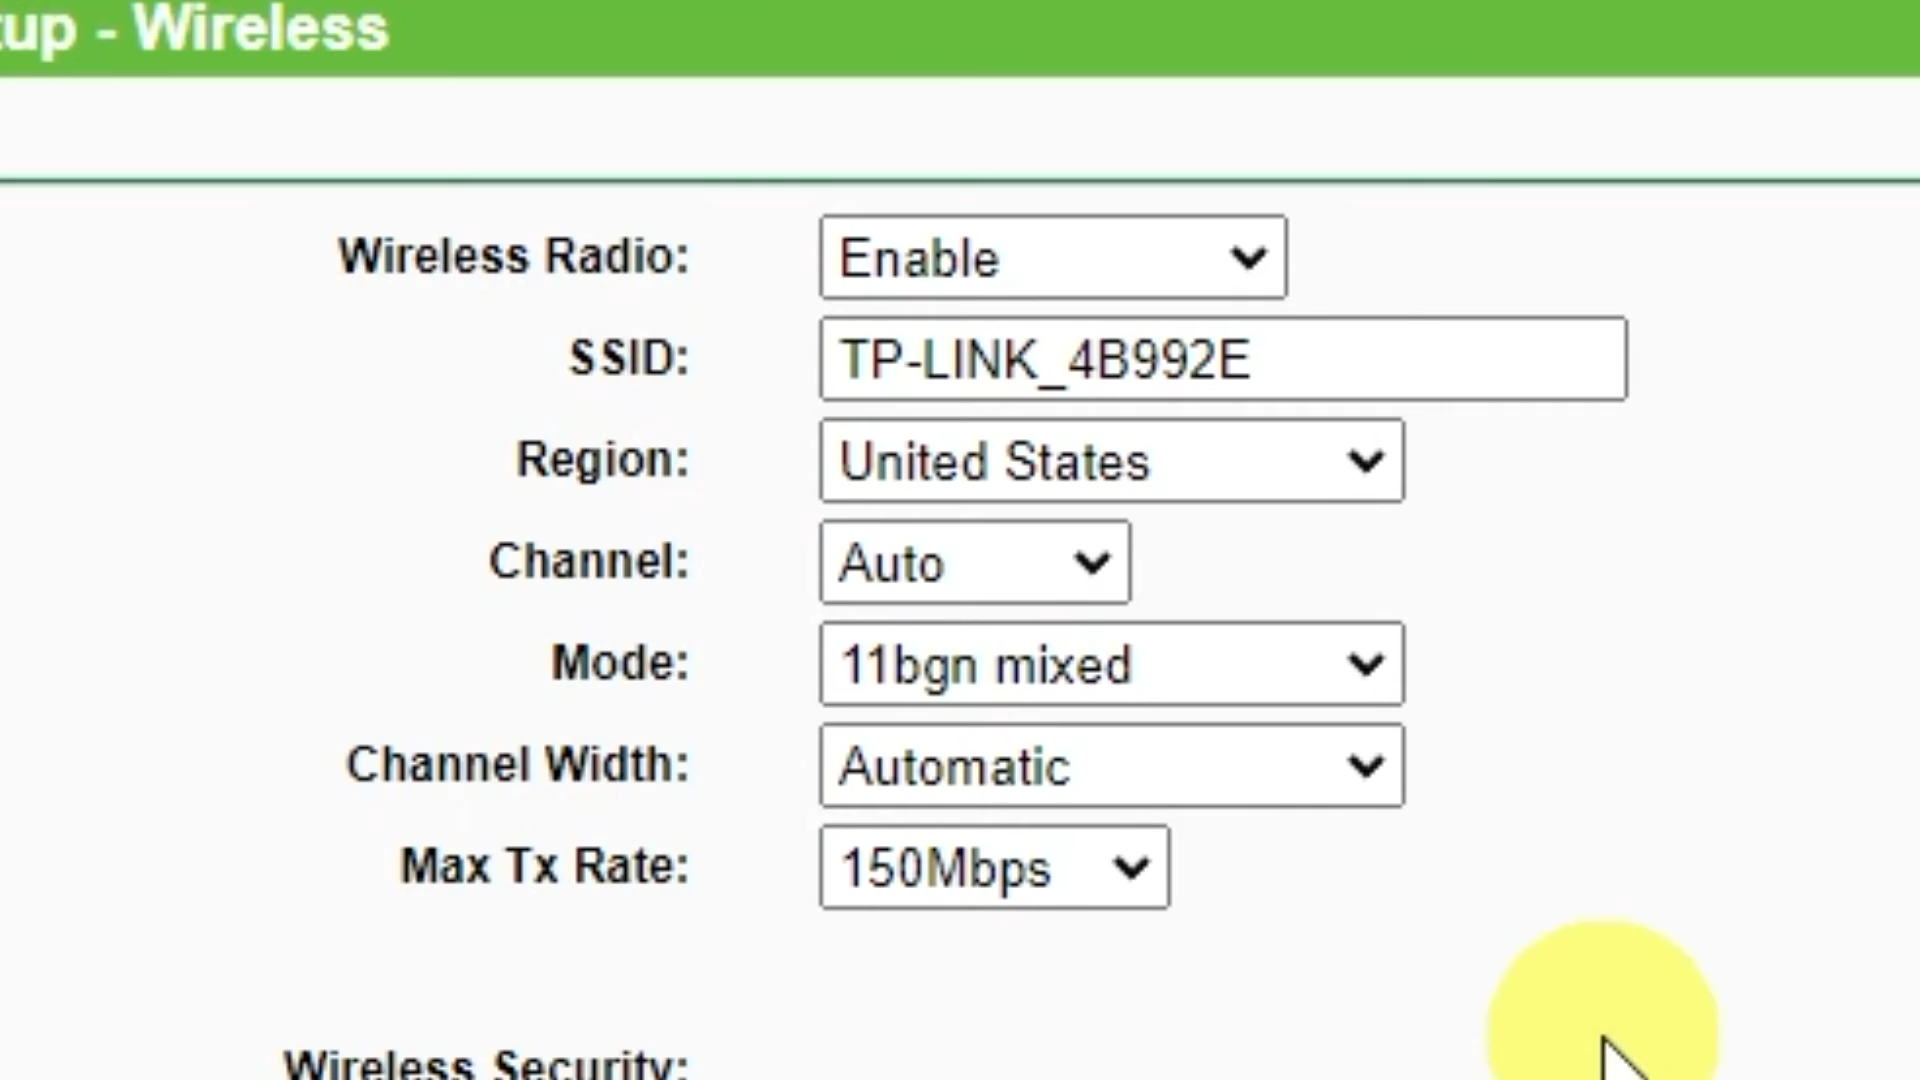 tup - Wireless
Wireless Radio: Enable
SSID: TP-LINK_4B992E
Region: United States
Channel: Auto
Mode: 11bgn mixed
Channel Width: Automatic
Max Tx Rate: 150Mbps
Wireless Security: